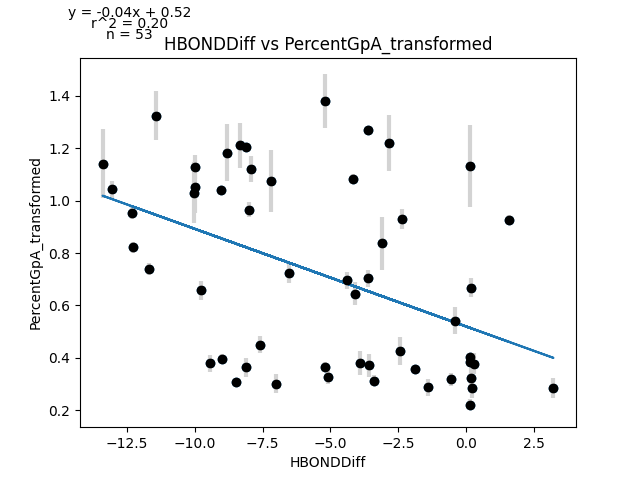 y = -0.04x + 0.52
r^2 = 0.20
n = 53
HBONDDiff vs PercentGpA_transformed
PercentGpA_transformed
1.4
1.2
1.0
0.8
0.6
0.4
0.2
−12.5 −10.0 −7.5 −5.0 −2.5 0.0 2.5
HBONDDiff